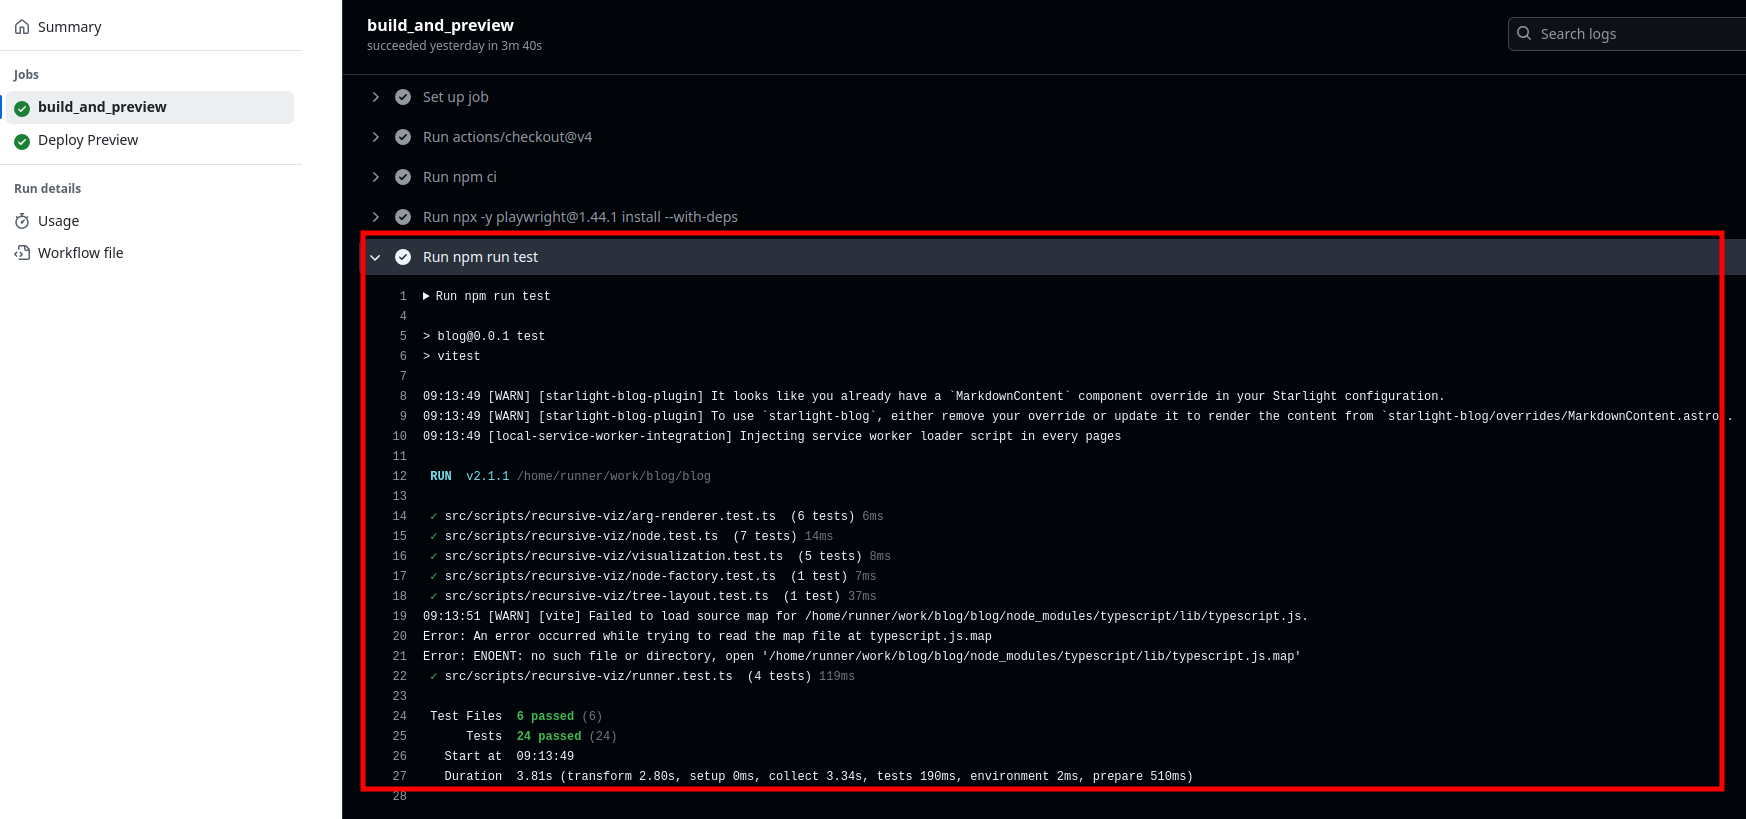 Summary
Jobs
build_and_preview
Deploy Preview
Run details
Usage
Workflow file
build_and_preview
succeeded yesterday in 3m 40s
Search logs
Set up job
Run actions/checkout@v4
Run npm ci
Run npx -y playwright@1.44.1 install --with-deps
Run npm run test
1 Run npm run test
4
5 > blog@0.0.1 test
6 > vitest
7
8 09:13:49 [WARN] [starlight-blog-plugin] It looks like you already have a `MarkdownContent` component override in your Starlight configuration.
9 09:13:49 [WARN] [starlight-blog-plugin] To use `starlight-blog`, either remove your override or update it to render the content from `starlight-blog/overrides/MarkdownContent.astro`.
10 09:13:49 [local-service-worker-integration] Injecting service worker loader script in every pages
11
12 RUN v2.1.1 /home/runner/work/blog/blog
13
14 ✓ src/scripts/recursive-viz/arg-renderer.test.ts (6 tests) 6ms
15 ✓ src/scripts/recursive-viz/node.test.ts (7 tests) 14ms
16 ✓ src/scripts/recursive-viz/visualization.test.ts (5 tests) 8ms
17 ✓ src/scripts/recursive-viz/node-factory.test.ts (1 test) 7ms
18 ✓ src/scripts/recursive-viz/tree-layout.test.ts (1 test) 37ms
19 09:13:51 [WARN] [vite] Failed to load source map for /home/runner/work/blog/blog/node_modules/typescript/lib/typescript.js.
20 Error: An error occurred while trying to read the map file at typescript.js.map
21 Error: ENOENT: no such file or directory, open '/home/runner/work/blog/blog/node_modules/typescript/lib/typescript.js.map'
22 ✓ src/scripts/recursive-viz/runner.test.ts (4 tests) 119ms
23
24 Test Files 6 passed (6)
25 Tests 24 passed (24)
26 Start at 09:13:49
27 Duration 3.81s (transform 2.80s, setup 0ms, collect 3.34s, tests 190ms, environment 2ms, prepare 510ms)
28